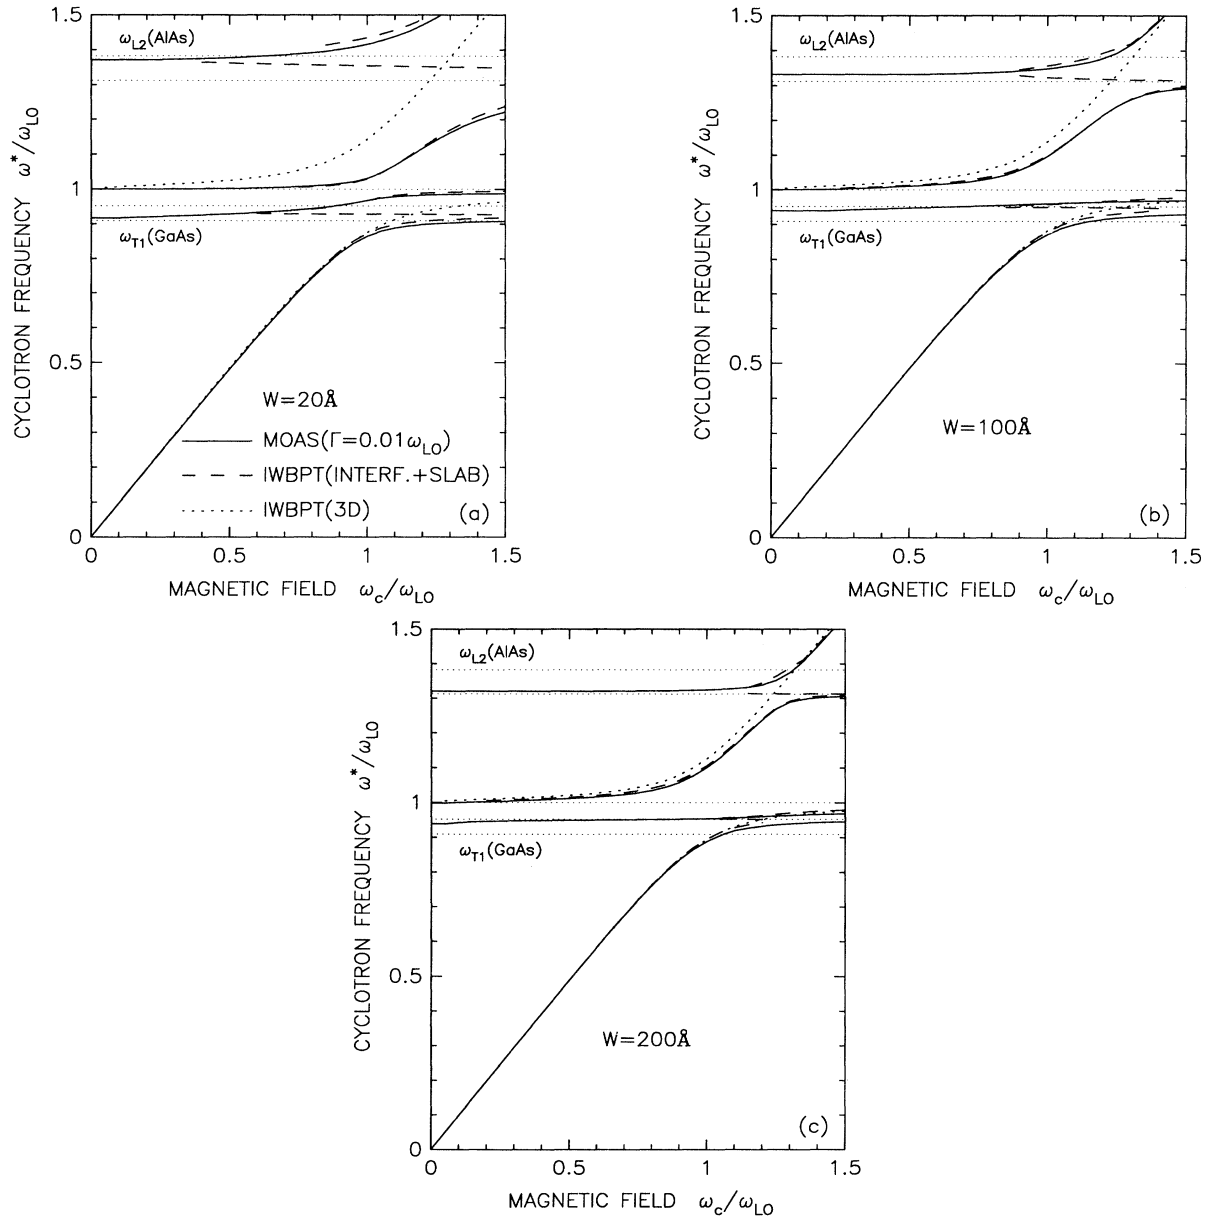 1.5
ω_L2(AlAs)
1
ω_T1(GaAs)
0.5
W=20Å
MOAS(Γ=0.01ω_LO)
IWBPT(INTERF.+SLAB)
IWBPT(3D)
(a)
0
0 0.5 1 1.5
MAGNETIC FIELD ω_c/ω_LO
CYCLOTRON FREQUENCY ω*/ω_LO
1.5
ω_L2(AlAs)
1
ω_T1(GaAs)
0.5
W=100Å
(b)
0
0 0.5 1 1.5
MAGNETIC FIELD ω_c/ω_LO
CYCLOTRON FREQUENCY ω*/ω_LO
1.5
ω_L2(AlAs)
1
ω_T1(GaAs)
0.5
W=200Å
(c)
0
0 0.5 1 1.5
MAGNETIC FIELD ω_c/ω_LO
CYCLOTRON FREQUENCY ω*/ω_LO